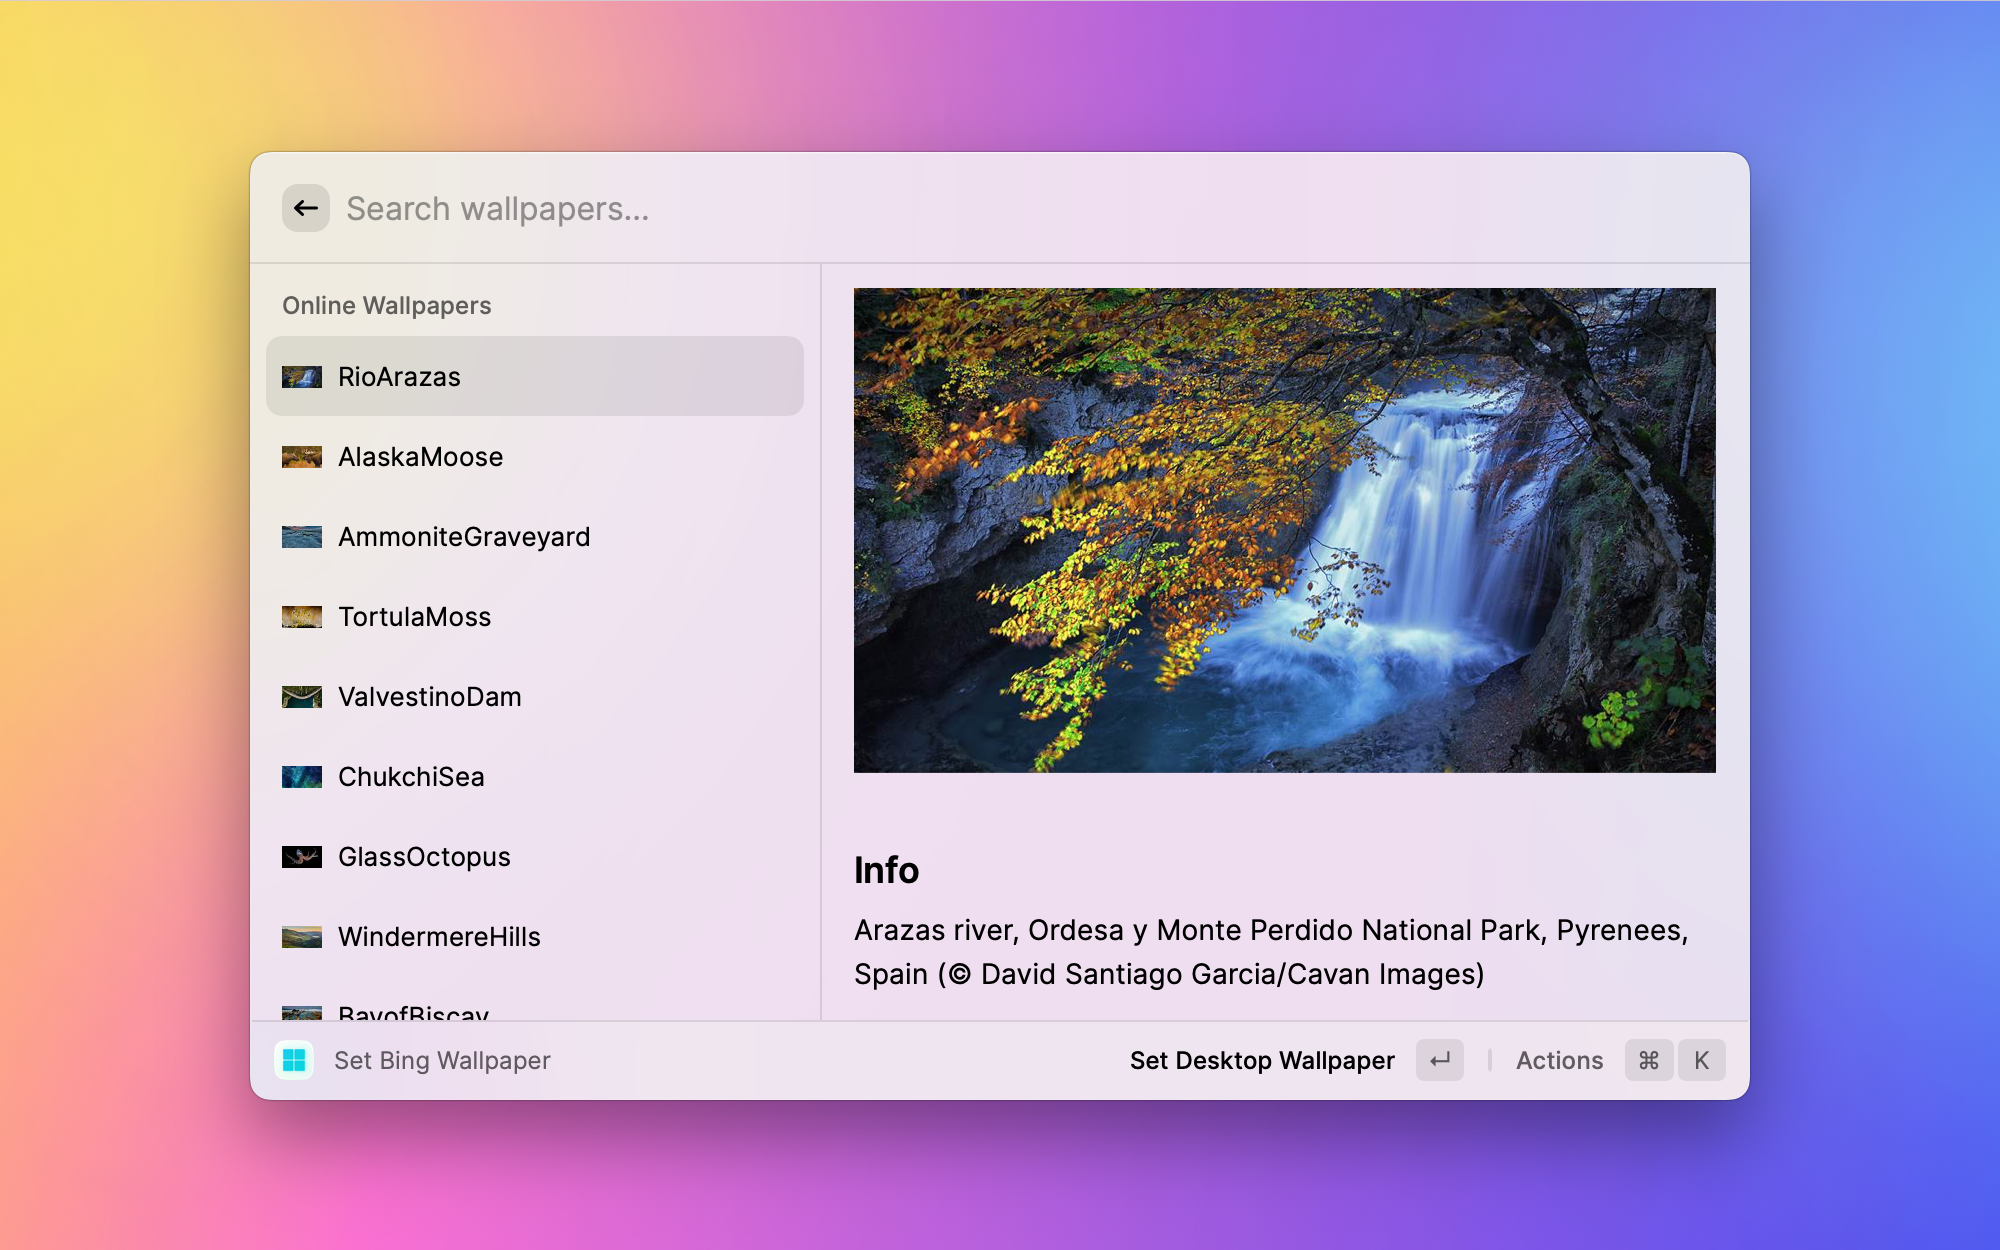 Search wallpapers...
Online Wallpapers
RioArazas
AlaskaMoose
AmmoniteGraveyard
TortulaMoss
ValvestinoDam
ChukchiSea
GlassOctopus
WindermereHills
BayofBiscay
Info
Arazas river, Ordesa y Monte Perdido National Park, Pyrenees,
Spain (© David Santiago Garcia/Cavan Images)
Set Bing Wallpaper
Set Desktop Wallpaper ↵ | Actions ⌘ K